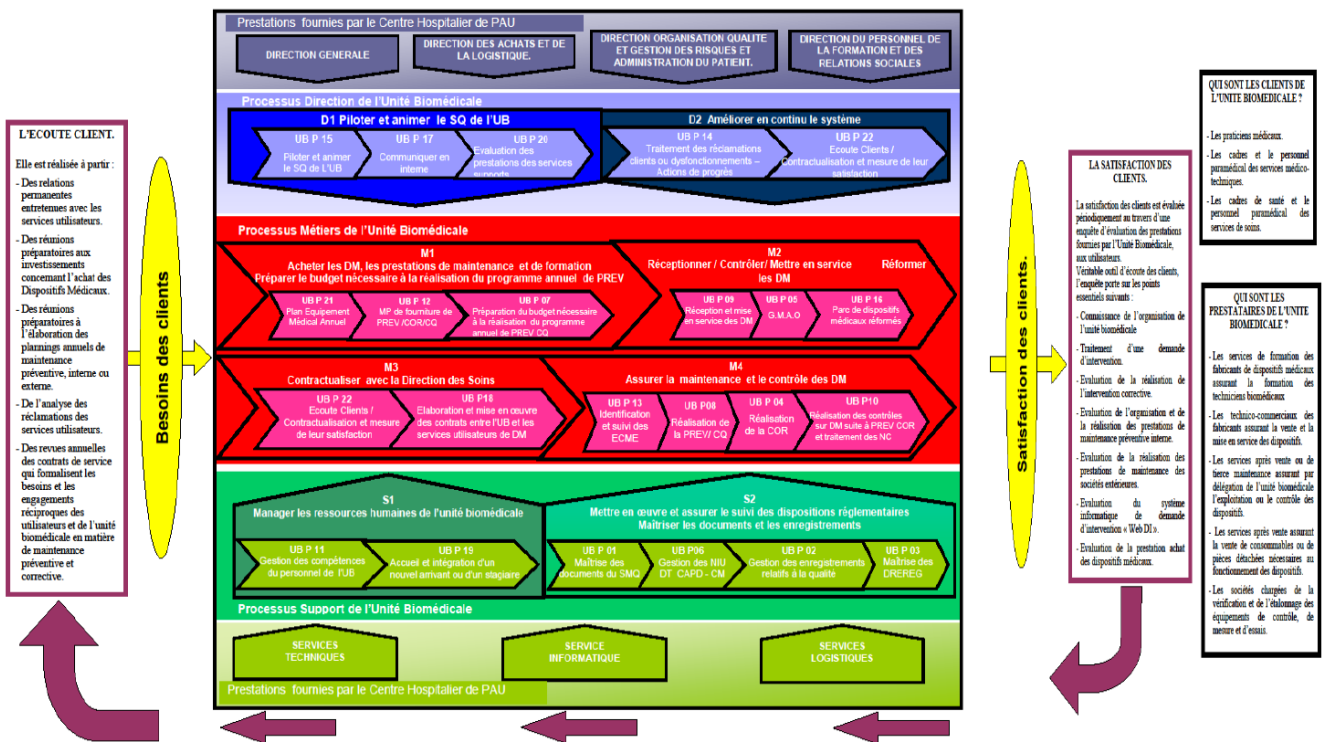 L'ECOUTE CLIENT.
Elle est réalisée à partir :
- Des relations
permanentes
entretenues avec les
services utilisateurs.
- Des réunions
préparatoires aux
investissements
concernant l'achat des
Dispositifs Médicaux.
- Des réunions
préparatoires à
l'élaboration des
plannings annuels de
maintenance
préventive, interne ou
externe.
- De l'analyse des
réclamations des
services utilisateurs.
- Des revues annuelles
des contrats de service
qui formalisent les
besoins et les
engagements
réciproques des
utilisateurs et de l'unité
biomédicale en matière
de maintenance
préventive et
corrective.
Besoins des clients
Prestations fournies par le Centre Hospitalier de PAU
DIRECTION GENERALE
DIRECTION DES ACHATS ET DE
LA LOGISTIQUE.
DIRECTION ORGANISATION QUALITE
ET GESTION DES RISQUES ET
ADMINISTRATION DU PATIENT.
DIRECTION DU PERSONNEL DE
LA FORMATION ET DES
RELATIONS SOCIALES
Processus Direction de l'Unité Biomédicale
D1 Piloter et animer le SQ de l'UB
UB P 15
Piloter et animer
le SQ de L'UB
UB P 17
Communiquer en
interne
UB P 20
Evaluation des
prestations des services
supports
D2 Améliorer en continu le système
UB P 14
Traitement des réclamations
clients ou dysfonctionnements –
Actions de progrès
UB P 22
Ecoute Clients /
Contractualisation et mesure de leur
satisfaction
Processus Métiers de l'Unité Biomédicale
M1
Acheter les DM, les prestations de maintenance et de formation
Préparer le budget nécessaire à la réalisation du programme annuel de PREV
UB P 21
Plan Equipement
Médical Annuel
UB P 12
MP de fourniture de
PREV /COR/CQ
UB P 07
Préparation du budget nécessaire
à la réalisation du programme
annuel de PREV CQ
M2
Réceptionner / Contrôler/ Mettre en service Réformer
les DM
UB P 09
Réception et mise
en service des DM
UB P 05
G.M.A.O
UB P 16
Parc de dispositifs
médicaux réformés
M3
Contractualiser avec la Direction des Soins
UB P 22
Ecoute Clients /
Contractualisation et mesure
de leur satisfaction
UB P18
Elaboration et mise en œuvre
des contrats entre l'UB et les
services utilisateurs de DM
M4
Assurer la maintenance et le contrôle des DM
UB P 13
Identification
et suivi des
ECME
UB P08
Réalisation de
la PREV/ CQ
UB P 04
Réalisation
de la COR
UB P10
Réalisation des contrôles
sur DM suite à PREV COR
et traitement des NC
S1
Manager les ressources humaines de l'unité biomédicale
UB P 11
Gestion des compétences
du personnel de l'UB
UB P 19
Accueil et intégration d'un
nouvel arrivant ou d'un stagiaire
S2
Mettre en œuvre et assurer le suivi des dispositions réglementaires
Maîtriser les documents et les enregistrements
UB P 01
Maîtrise des
documents du SMQ
UB P06
Gestion des NIU
DT CAPD - CM
UB P 02
Gestion des enregistrements
relatifs à la qualité
UB P 03
Maîtrise des
DREREG
Processus Support de l'Unité Biomédicale
SERVICES
TECHNIQUES
SERVICE
INFORMATIQUE
SERVICES
LOGISTIQUES
Prestations fournies par le Centre Hospitalier de PAU
Satisfaction des clients.
LA SATISFACTION DES
CLIENTS.
La satisfaction des clients est évaluée
périodiquement au travers d'une
enquête d'évaluation des prestations
fournies par l'Unité Biomédicale,
aux utilisateurs.
Véritable outil d'écoute des clients,
l'enquête porte sur les points
essentiels suivants :
- Connaissance de l'organisation de
l'unité biomédicale
- Traitement d'une demande
d'intervention.
- Evaluation de la réalisation de
l'intervention corrective.
- Evaluation de l'organisation et de
la réalisation des prestations de
maintenance préventive interne.
- Evaluation de la réalisation des
prestations de maintenance des
sociétés extérieures.
- Evaluation du système
informatique de demande
d'intervention « Web DI ».
- Evaluation de la prestation achat
des dispositifs médicaux.
QUI SONT LES CLIENTS DE
L'UNITE BIOMEDICALE ?
- Les praticiens médicaux.
- Les cadres et le personnel
paramédical des services médico-
techniques.
- Les cadres de santé et le
personnel paramédical des
services de soins.
QUI SONT LES
PRESTATAIRES DE L'UNITE
BIOMEDICALE ?
- Les services de formation des
fabricants de dispositifs médicaux
assurant la formation des
techniciens biomédicaux
- Les technico-commerciaux des
fabricants assurant la vente et la
mise en service des dispositifs.
- Les services après vente ou de
tierce maintenance assurant par
délégation de l'unité biomédicale
l'exploitation ou le contrôle des
dispositifs.
- Les services après vente assurant
la vente de consommables ou de
pièces détachées nécessaires au
fonctionnement des dispositifs.
- Les sociétés chargées de la
vérification et de l'étalonnage des
équipements de contrôle, de
mesure et d'essais.